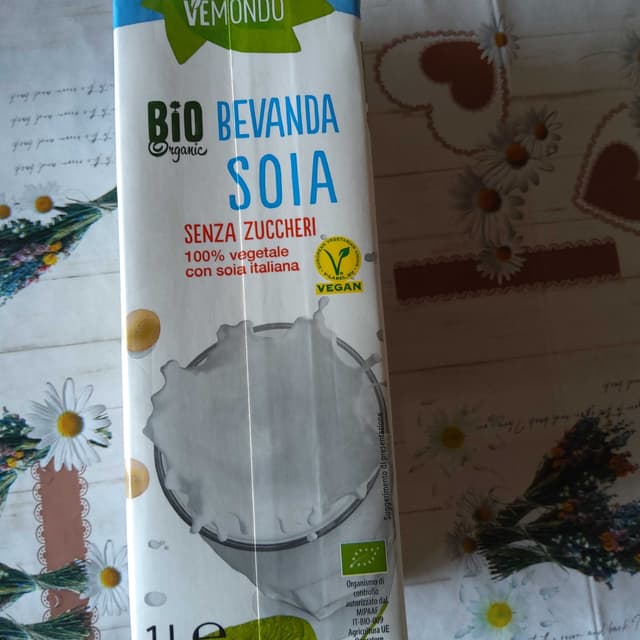 VEMONDO
BIO
Organic
BEVANDA
SOIA
SENZA ZUCCHERI
100% vegetale
con soia italiana
VEGAN
Suggerimento di presentazione
Organismo di
controllo
autorizzato dal
MIPAAF
IT-BIO-009
Agricoltura UE
1L e